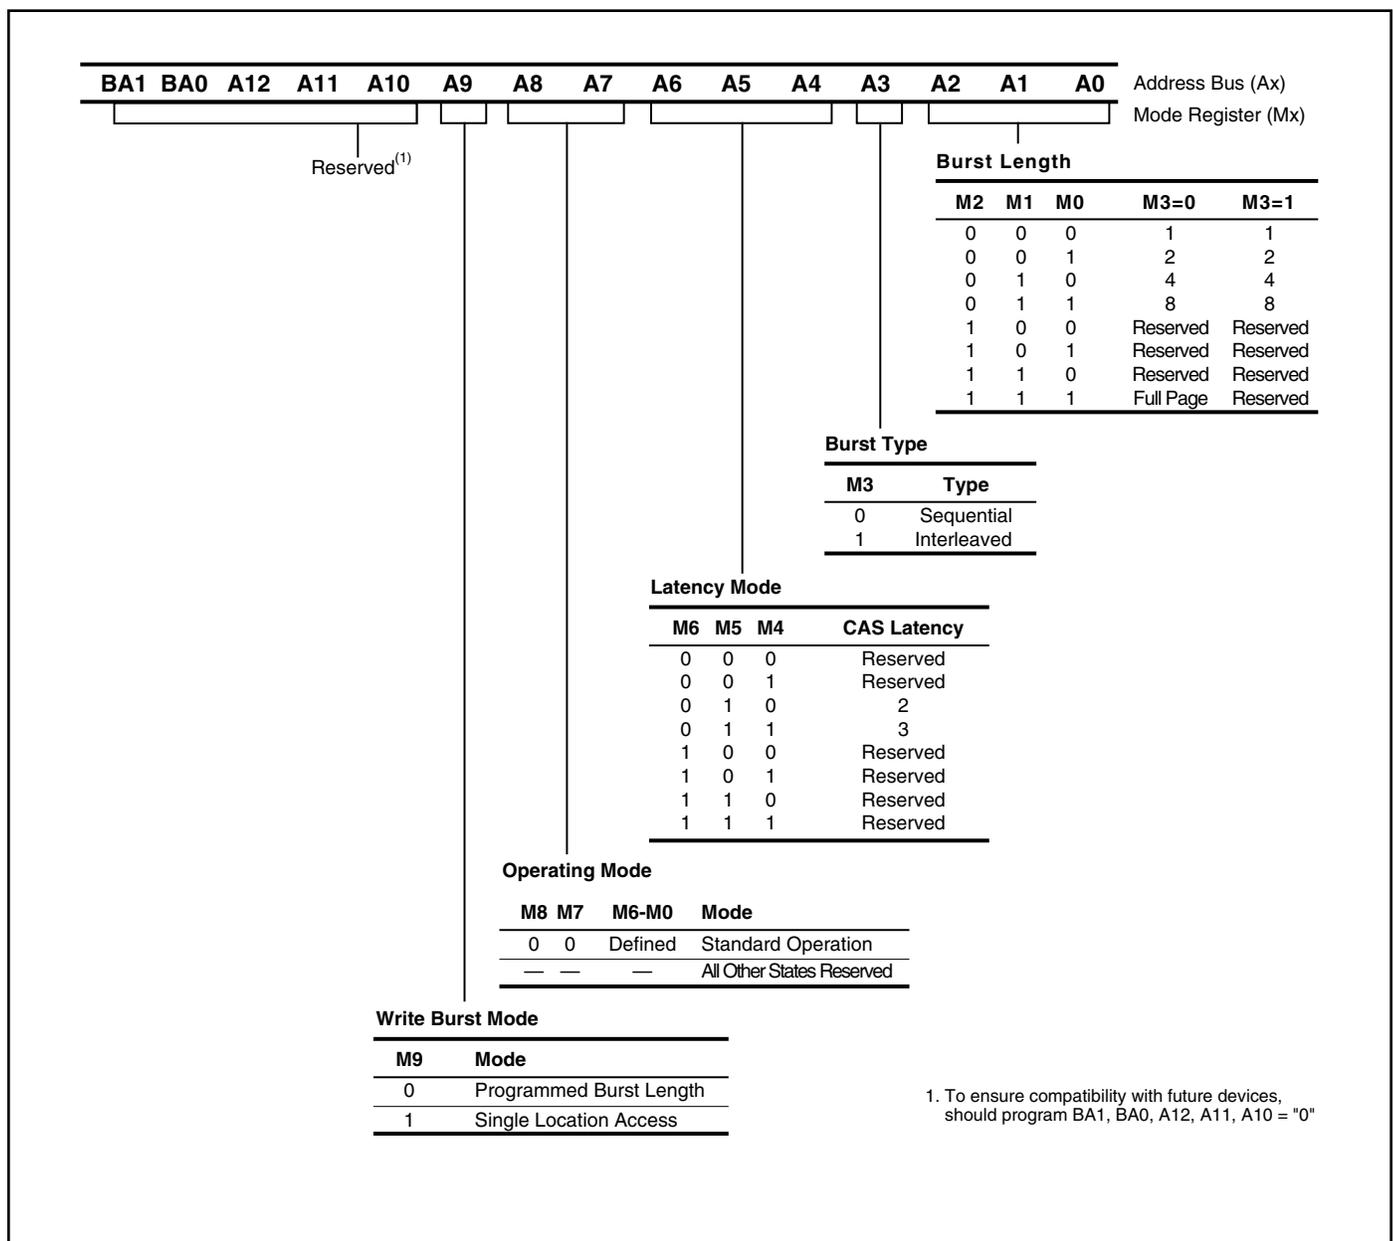 BA1 BA0 A12 A11 A10 A9 A8 A7 A6 A5 A4 A3 A2 A1 A0 Address Bus (Ax)
Mode Register (Mx)
Reserved(1)
Burst Length
M2 M1 M0 M3=0 M3=1
0 0 0 1 1
0 0 1 2 2
0 1 0 4 4
0 1 1 8 8
1 0 0 Reserved Reserved
1 0 1 Reserved Reserved
1 1 0 Reserved Reserved
1 1 1 Full Page Reserved
Burst Type
M3 Type
0 Sequential
1 Interleaved
Latency Mode
M6 M5 M4 CAS Latency
0 0 0 Reserved
0 0 1 Reserved
0 1 0 2
0 1 1 3
1 0 0 Reserved
1 0 1 Reserved
1 1 0 Reserved
1 1 1 Reserved
Operating Mode
M8 M7 M6-M0 Mode
0 0 Defined Standard Operation
— — — All Other States Reserved
Write Burst Mode
M9 Mode
0 Programmed Burst Length
1 Single Location Access
1. To ensure compatibility with future devices,
should program BA1, BA0, A12, A11, A10 = "0"